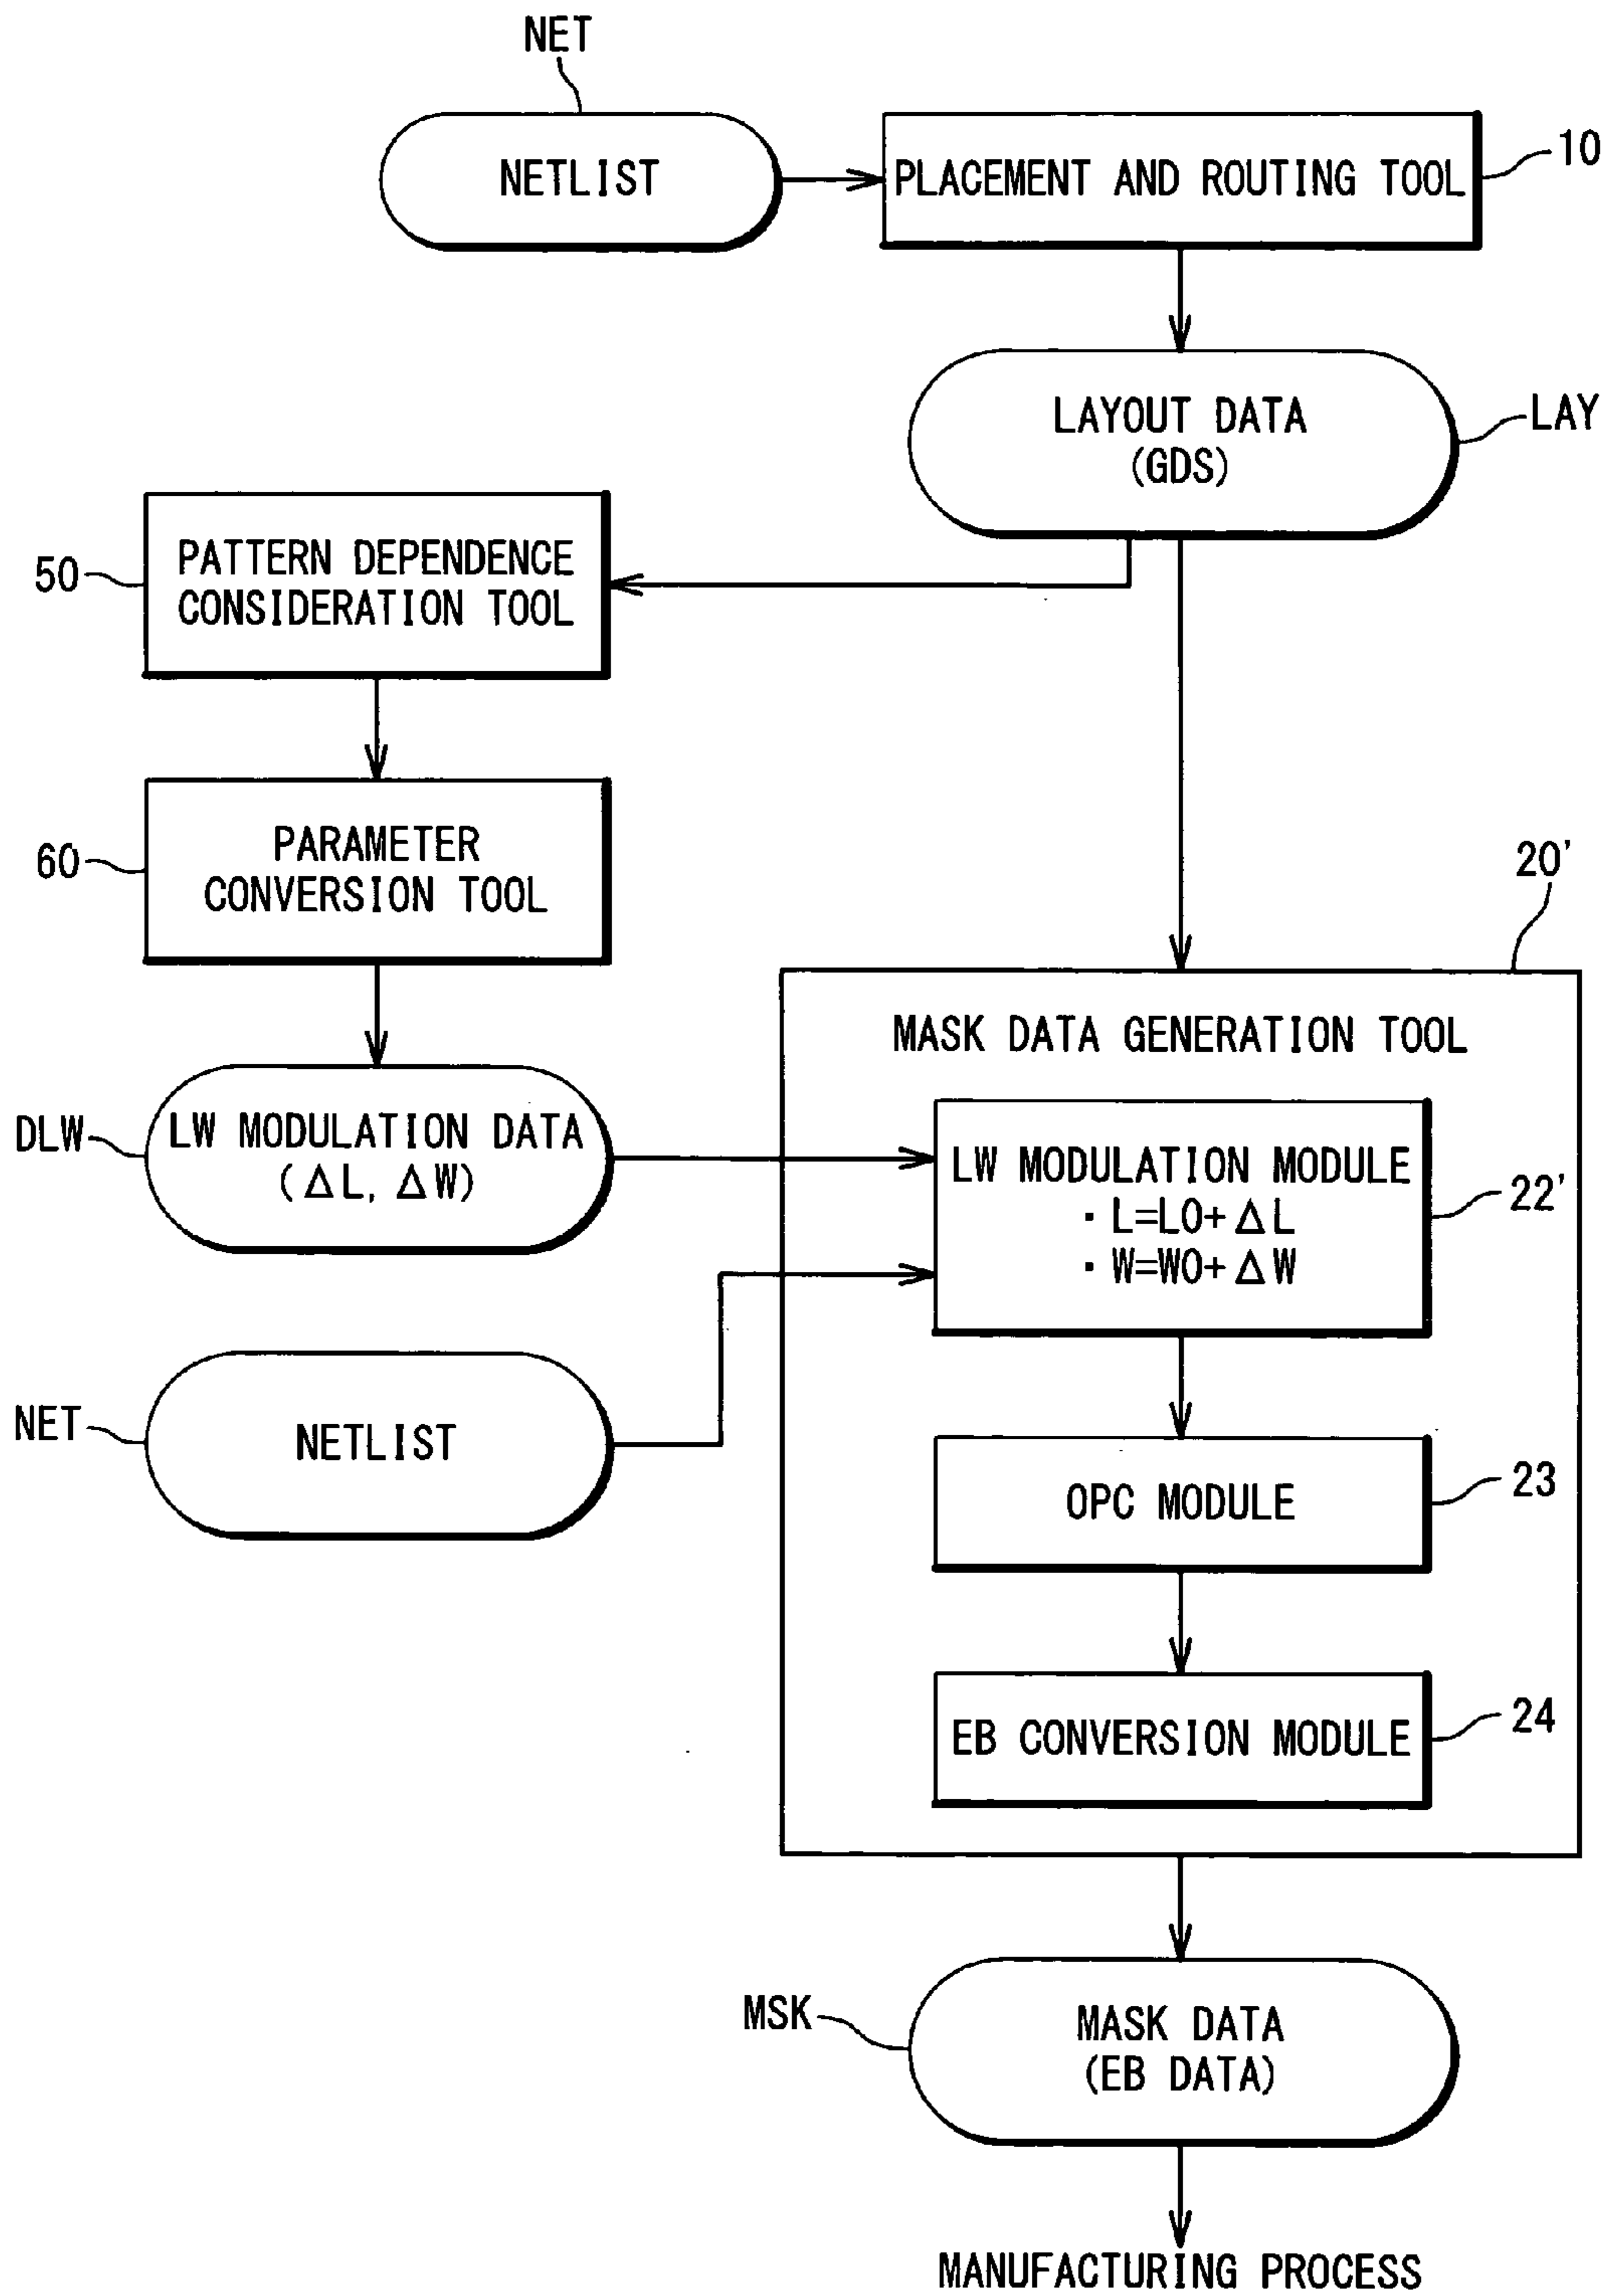 NET
NETLIST
PLACEMENT AND ROUTING TOOL
10
LAYOUT DATA
(GDS)
LAY
50
PATTERN DEPENDENCE
CONSIDERATION TOOL
60
PARAMETER
CONVERSION TOOL
20'
MASK DATA GENERATION TOOL
DLW
LW MODULATION DATA
(ΔL, ΔW)
LW MODULATION MODULE
・L=L0+ΔL
・W=W0+ΔW
22'
NET
NETLIST
OPC MODULE
23
EB CONVERSION MODULE
24
MSK
MASK DATA
(EB DATA)
MANUFACTURING PROCESS